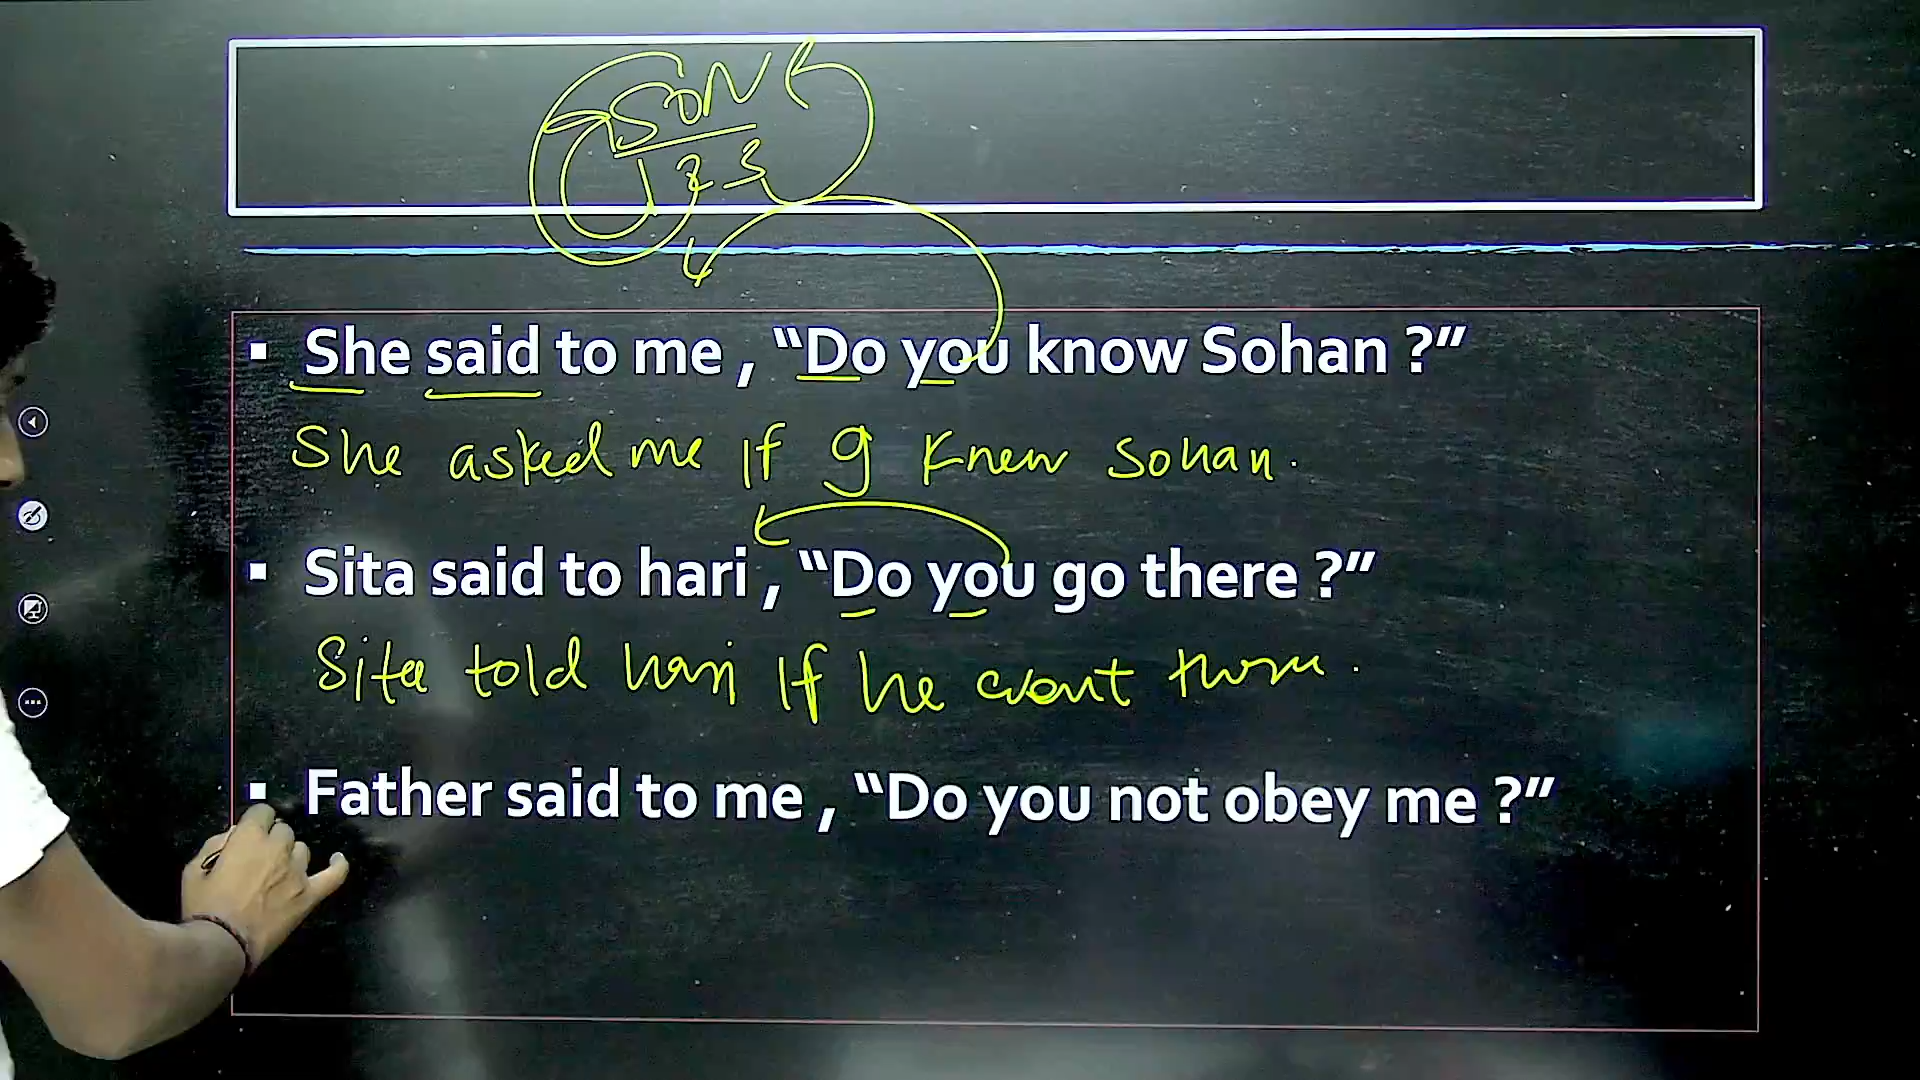 SON
1 2 3
▪ She said to me , “Do you know Sohan ?”
She asked me If I knew Sohan.
▪ Sita said to hari , “Do you go there ?”
Sita told hari If he went there.
▪ Father said to me , “Do you not obey me ?”